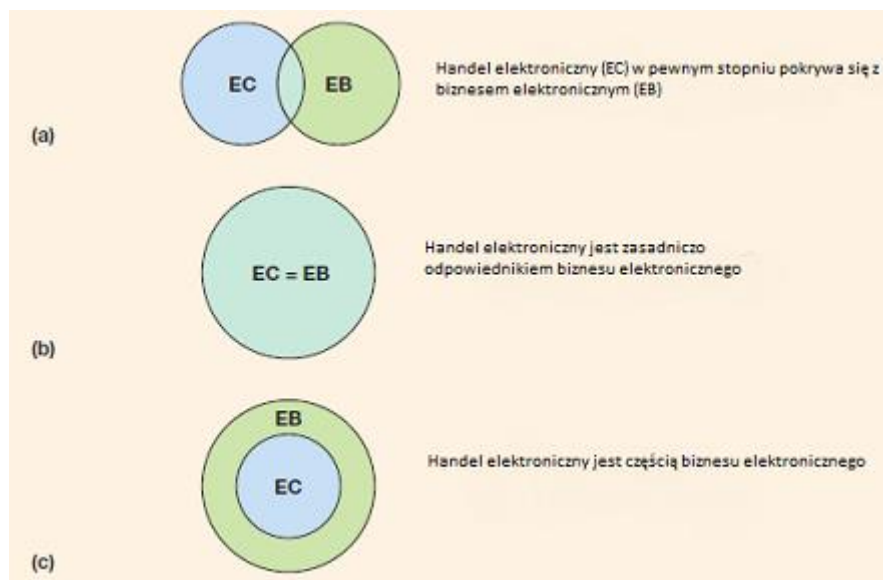 EC EB
Handel elektroniczny (EC) w pewnym stopniu pokrywa się z
biznesem elektronicznym (EB)
(a)
EC = EB
Handel elektroniczny jest zasadniczo
odpowiednikiem biznesu elektronicznego
(b)
EB
EC
Handel elektroniczny jest częścią biznesu elektronicznego
(c)